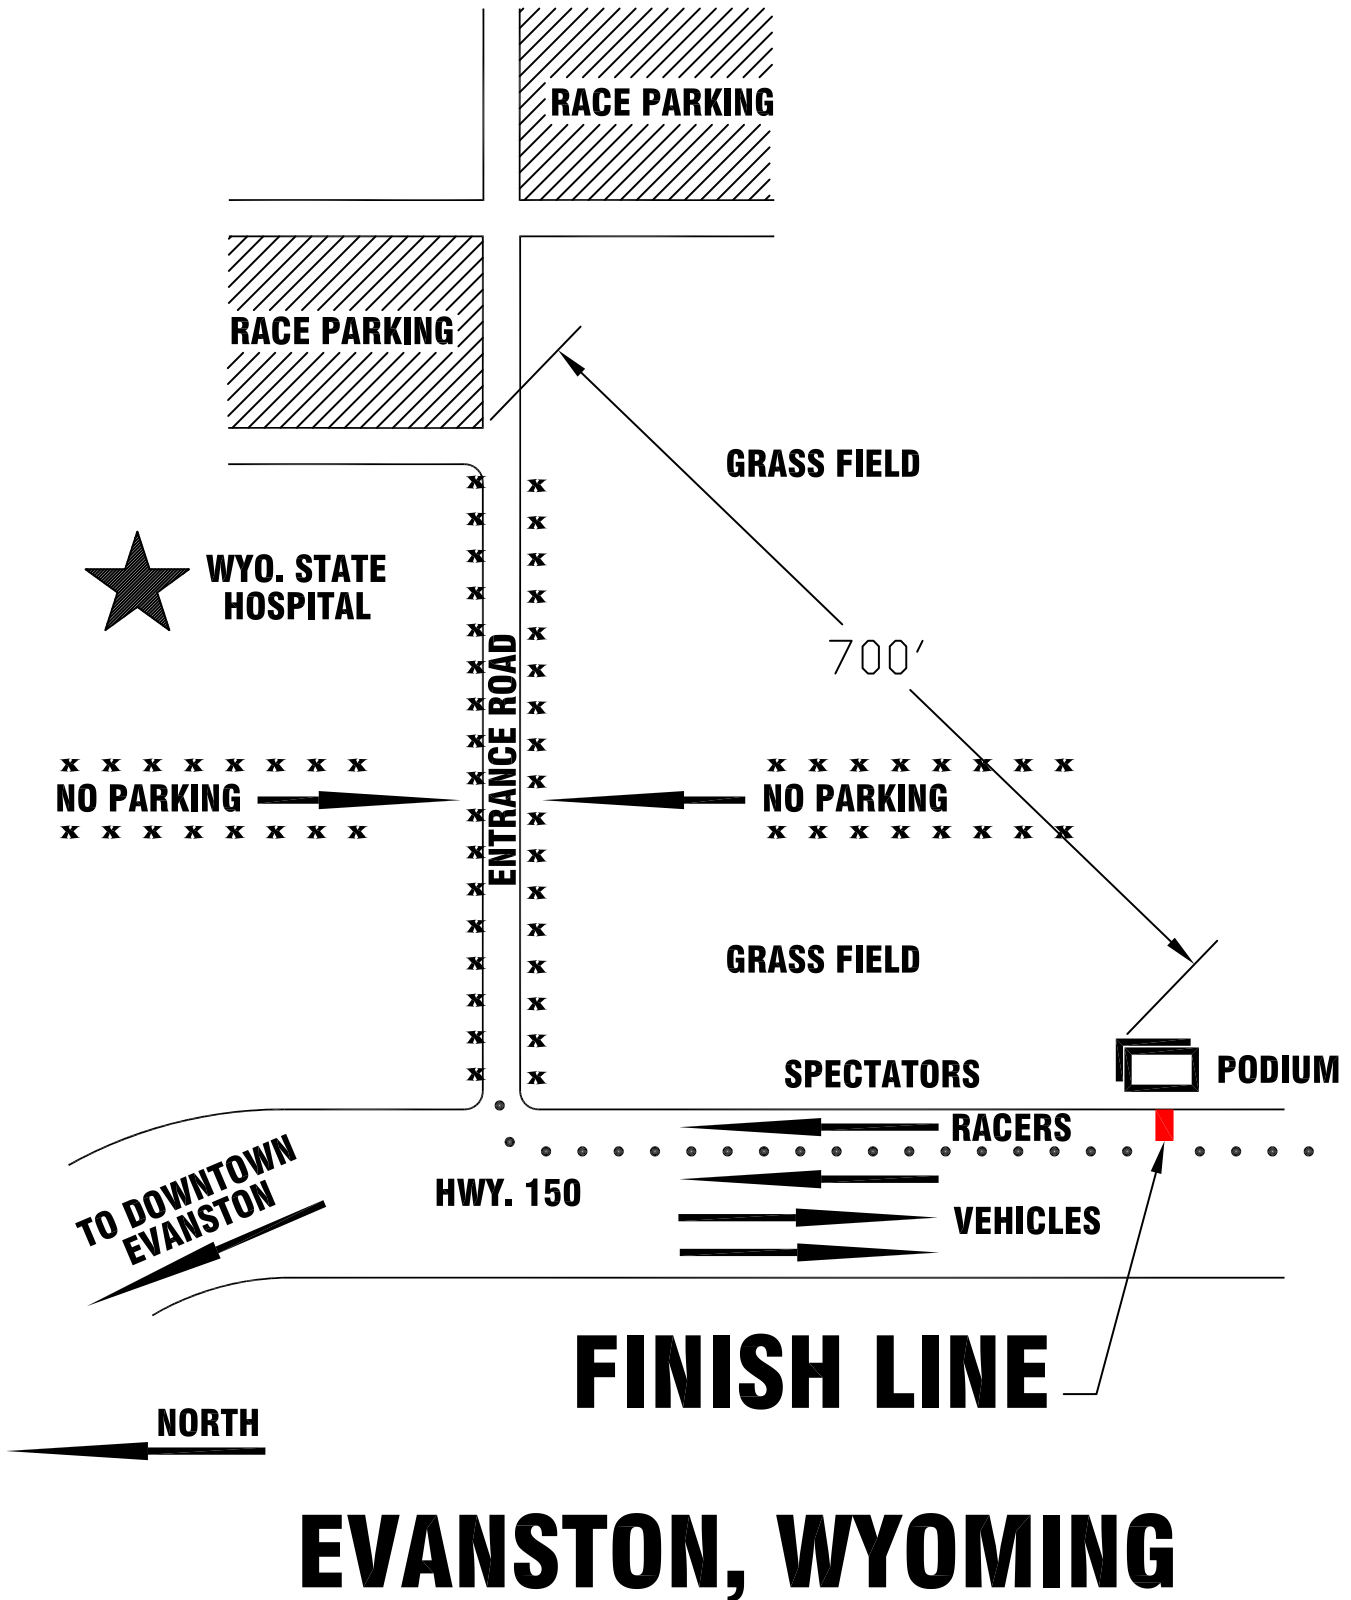 RACE PARKING
RACE PARKING
GRASS FIELD
WYO. STATE
HOSPITAL
700'
ENTRANCE ROAD
x x x x x x x x
x x x x x x x x
NO PARKING
NO PARKING
x x x x x x x x
x x x x x x x x
GRASS FIELD
SPECTATORS
PODIUM
RACERS
TO DOWNTOWN
EVANSTON
HWY. 150
VEHICLES
FINISH LINE
NORTH
EVANSTON, WYOMING